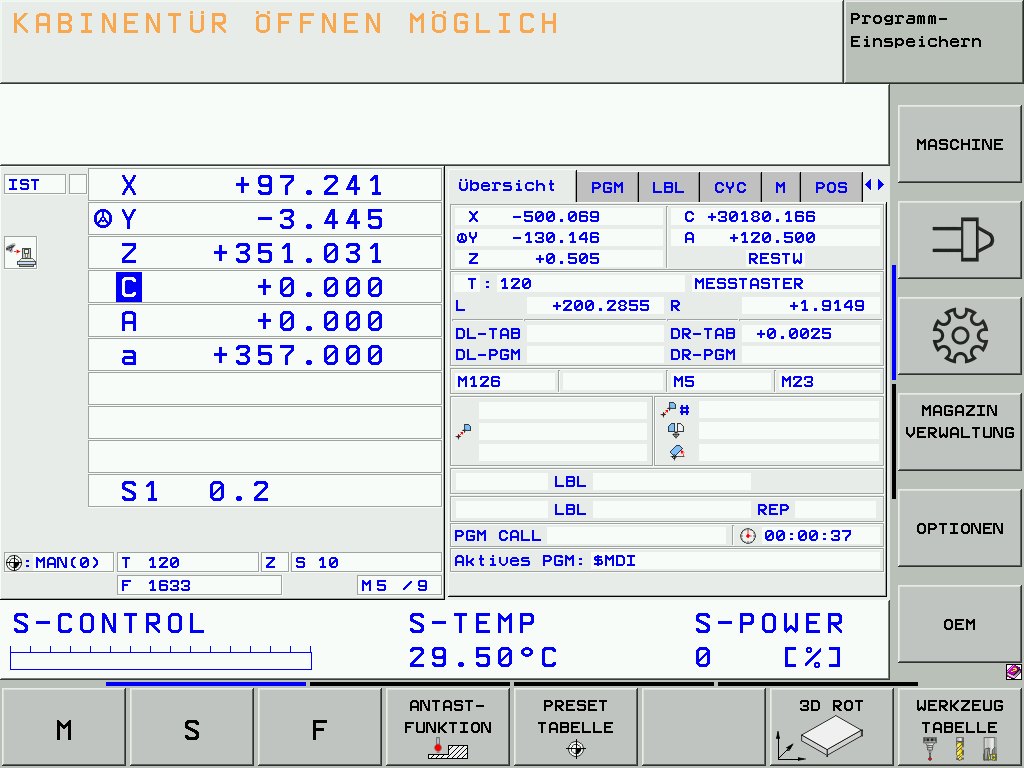 KABINENTÜR ÖFFNEN MÖGLICH
Programm-
Einspeichern
IST
X +97.241
Y -3.445
Z +351.031
C +0.000
A +0.000
a +357.000
S1 0.2
:MAN(0) T 120 Z S 10
F 1633 M5 /9
Übersicht PGM LBL CYC M POS
X -500.069 C +30180.166
Y -130.146 A +120.500
Z +0.505 RESTW
T : 120 MESSTASTER
L +200.2855 R +1.9149
DL-TAB DR-TAB +0.0025
DL-PGM DR-PGM
M126 M5 M23
#
LBL
LBL REP
PGM CALL 00:00:37
Aktives PGM: $MDI
S-CONTROL S-TEMP S-POWER
29.50°C 0 [%]
MASCHINE
MAGAZIN
VERWALTUNG
OPTIONEN
OEM
M
S
F
ANTAST-
FUNKTION
PRESET
TABELLE
3D ROT
WERKZEUG
TABELLE